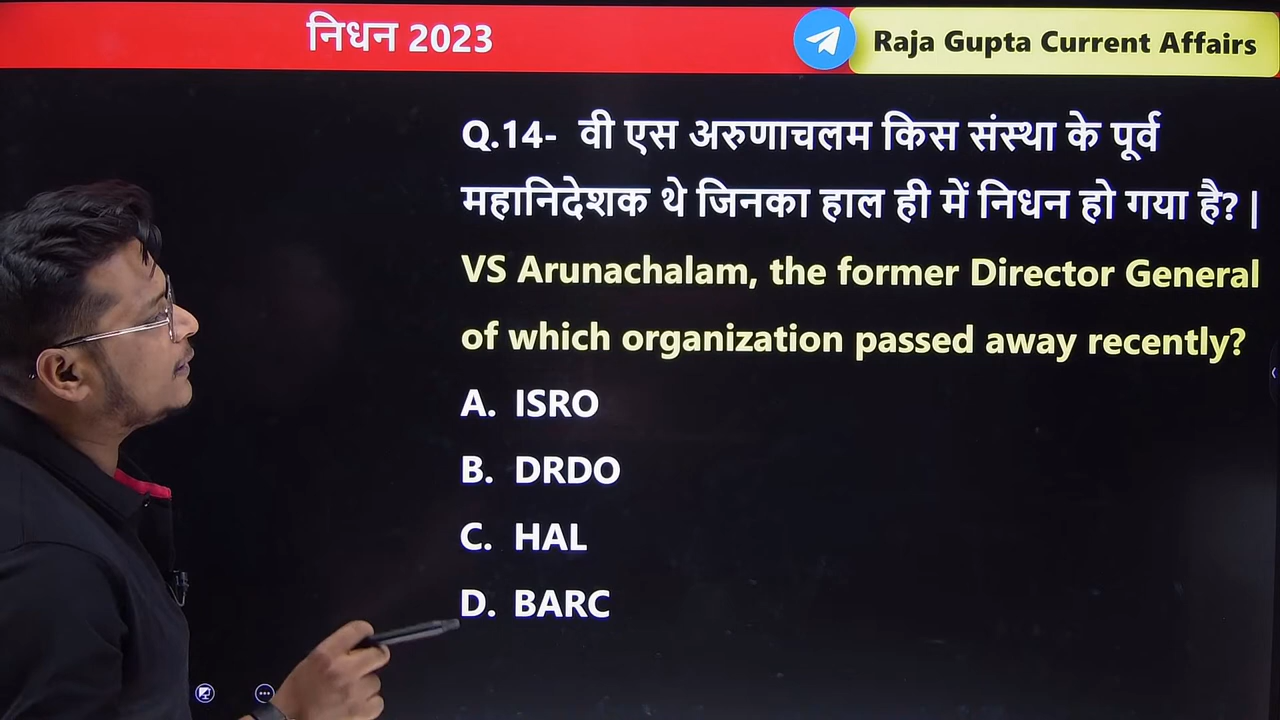 निधन 2023
Raja Gupta Current Affairs
Q.14- वी एस अरुणाचलम किस संस्था के पूर्व
महानिदेशक थे जिनका हाल ही में निधन हो गया है? |
VS Arunachalam, the former Director General
of which organization passed away recently?
A. ISRO
B. DRDO
C. HAL
D. BARC